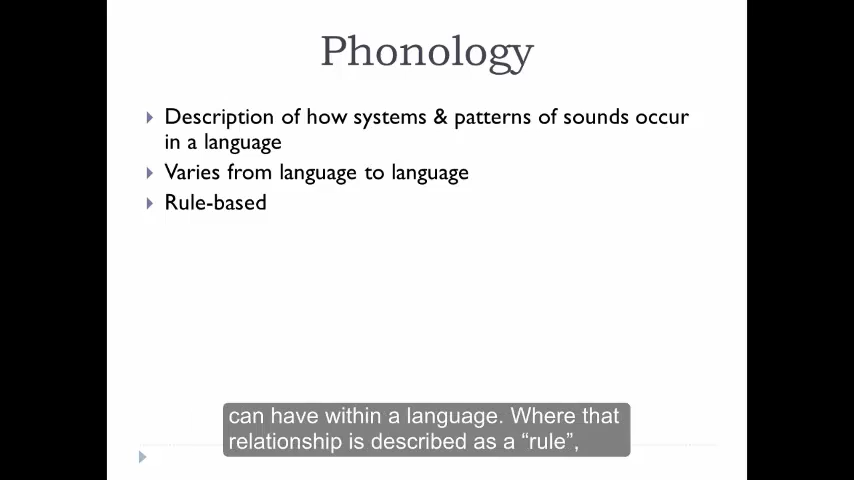 Phonology
Description of how systems & patterns of sounds occur
in a language
Varies from language to language
Rule-based
can have within a language. Where that
relationship is described as a “rule”,